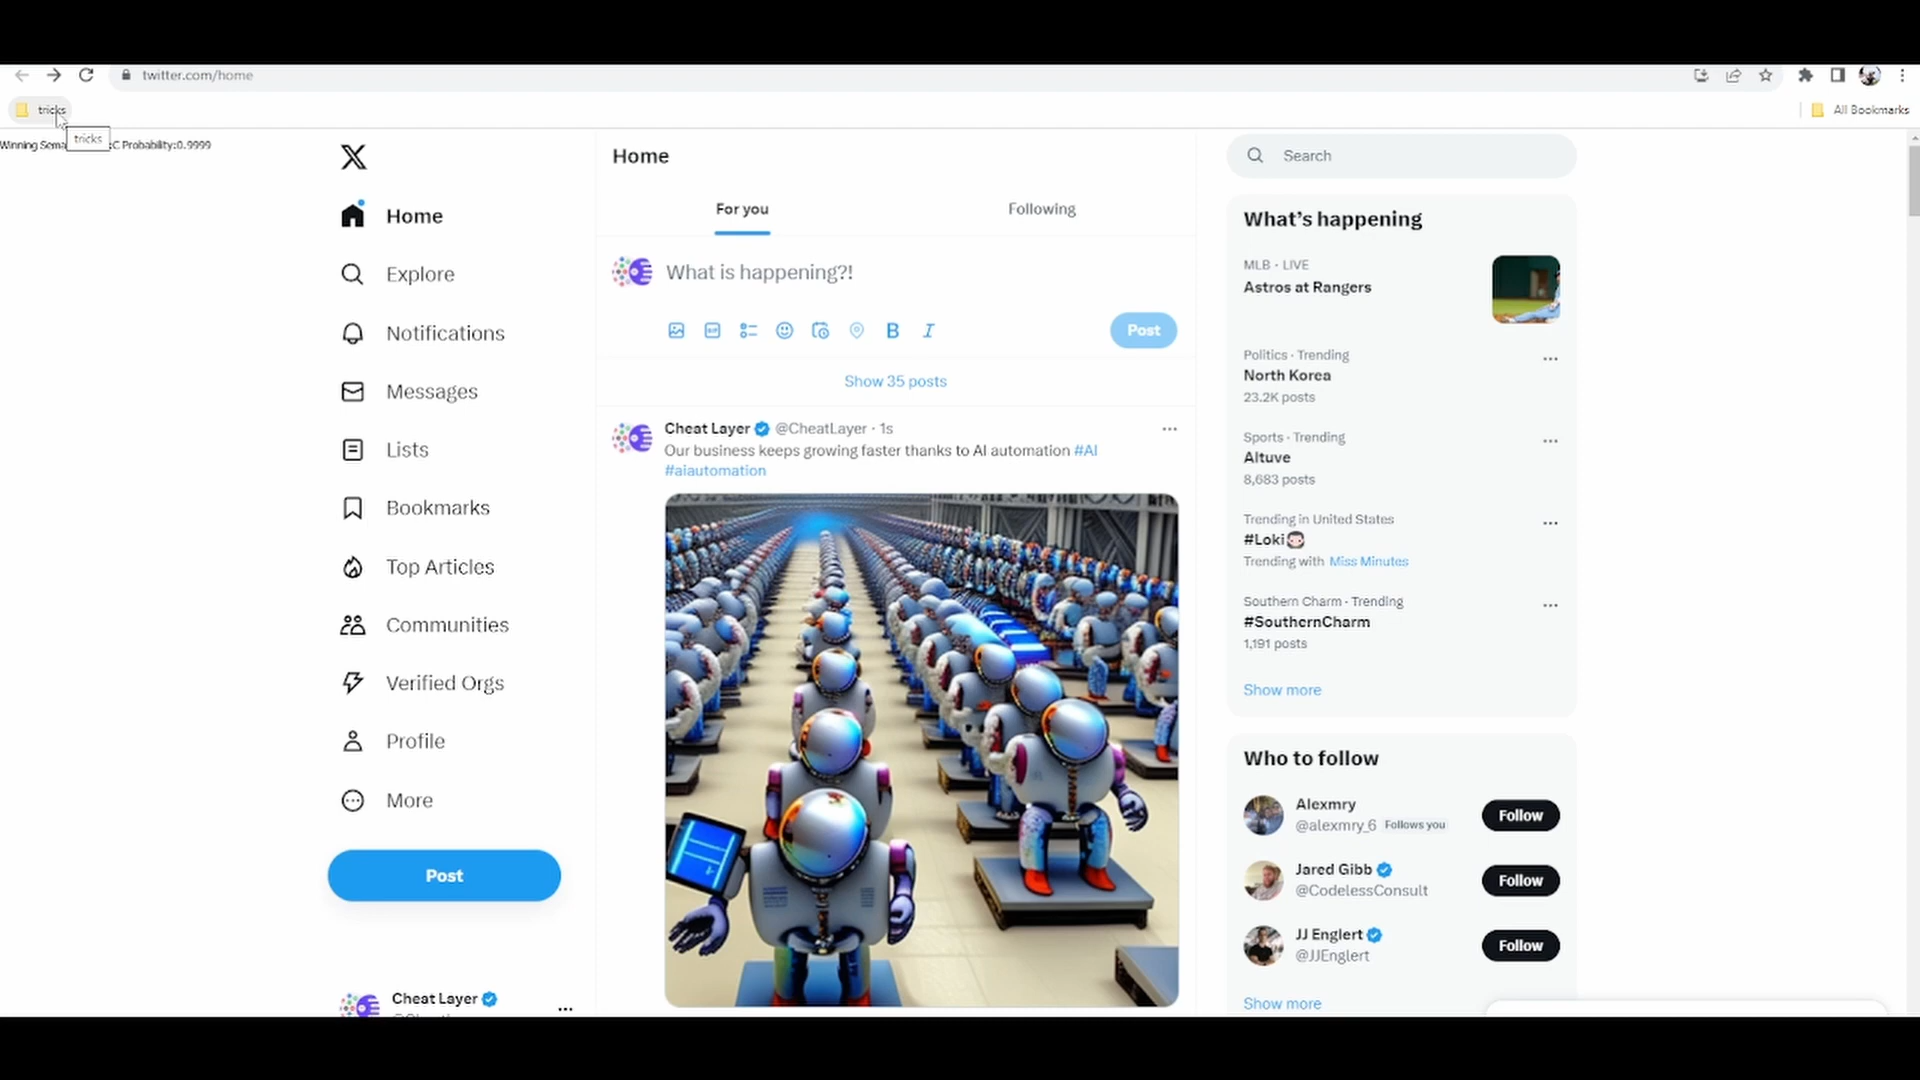 twitter.com/home
tricks
All Bookmarks
tricks
Winning Sema C Probability:0.9999
Home
Explore
Notifications
Messages
Lists
Bookmarks
Top Articles
Communities
Verified Orgs
Profile
More
Post
Cheat Layer
Home
For you
Following
What is happening?!
GIF
B I
Post
Show 35 posts
Cheat Layer @CheatLayer · 1s
Our business keeps growing faster thanks to AI automation #AI
#aiautomation
Search
What's happening
MLB · LIVE
Astros at Rangers
Politics · Trending
North Korea
23.2K posts
Sports · Trending
Altuve
8,683 posts
Trending in United States
#Loki
Trending with Miss Minutes
Southern Charm · Trending
#SouthernCharm
1,191 posts
Show more
Who to follow
Alexmry
@alexmry_6 Follows you
Follow
Jared Gibb
@CodelessConsult
Follow
JJ Englert
@JJEnglert
Follow
Show more